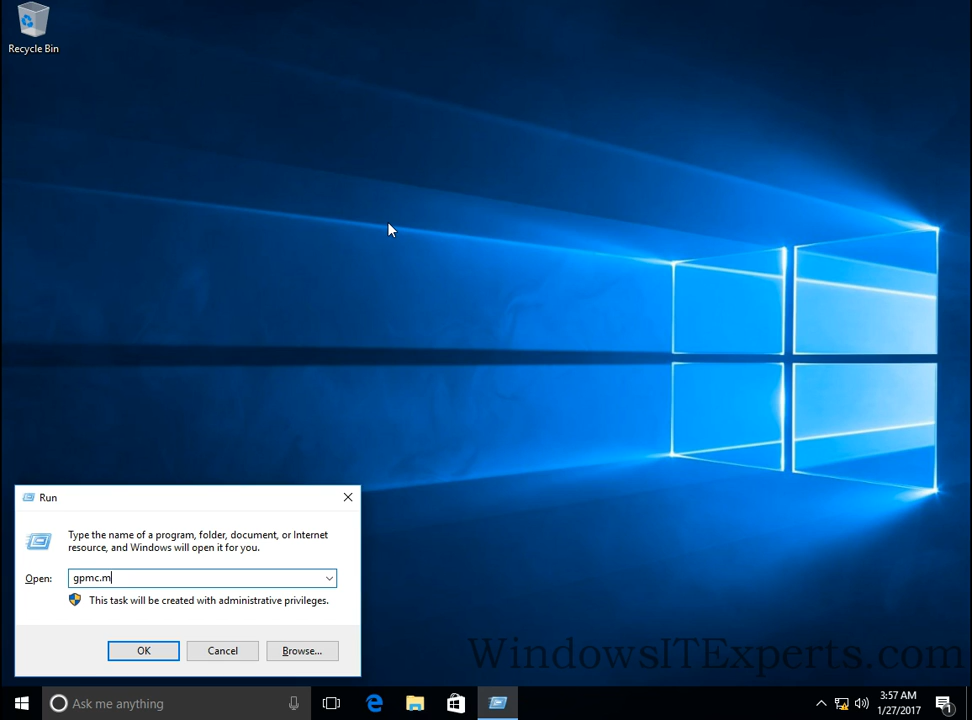 Recycle Bin
Run
Type the name of a program, folder, document, or Internet
resource, and Windows will open it for you.
Open:
gpmc.m
This task will be created with administrative privileges.
OK
Cancel
Browse...
WindowsITExperts.com
Ask me anything
3:57 AM
1/27/2017
1